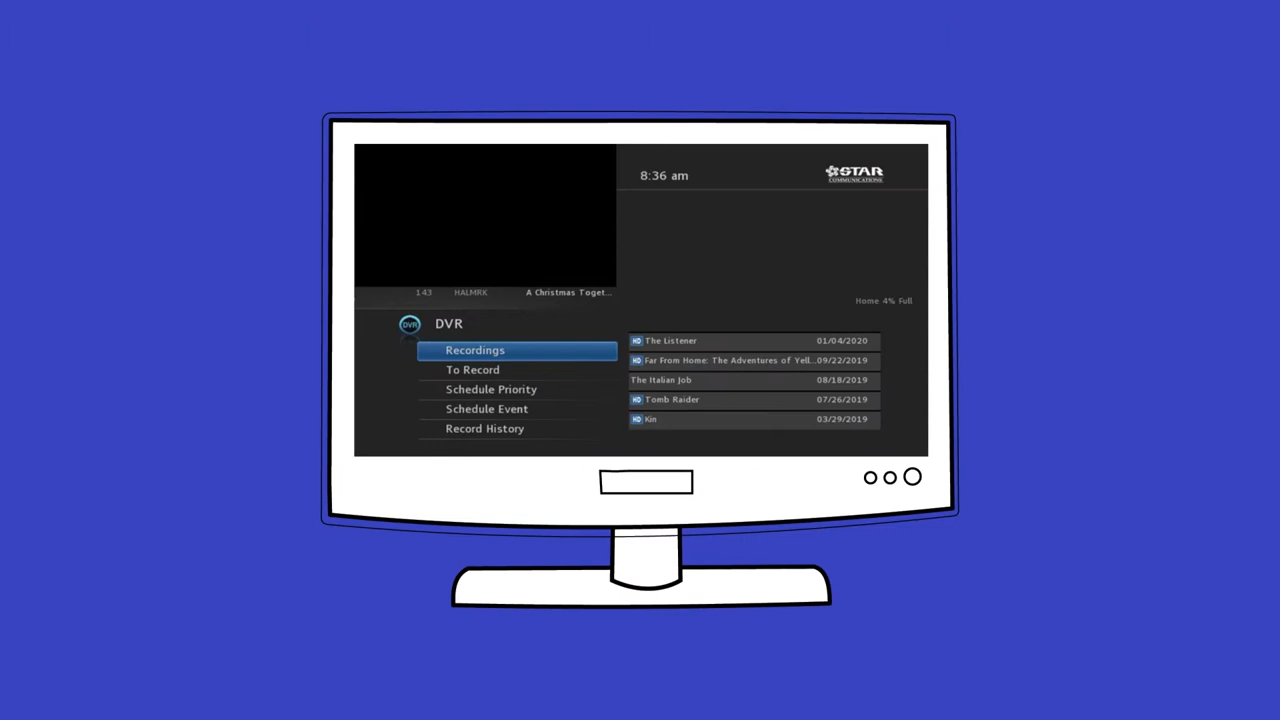 8:36 am
STAR
COMMUNICATIONS
143 HALMRK A Christmas Toget...
Home 4% Full
DVR DVR
Recordings
To Record
Schedule Priority
Schedule Event
Record History
HD The Listener 01/04/2020
HD Far From Home: The Adventures of Yell... 09/22/2019
The Italian Job 08/18/2019
HD Tomb Raider 07/26/2019
HD Kin 03/29/2019